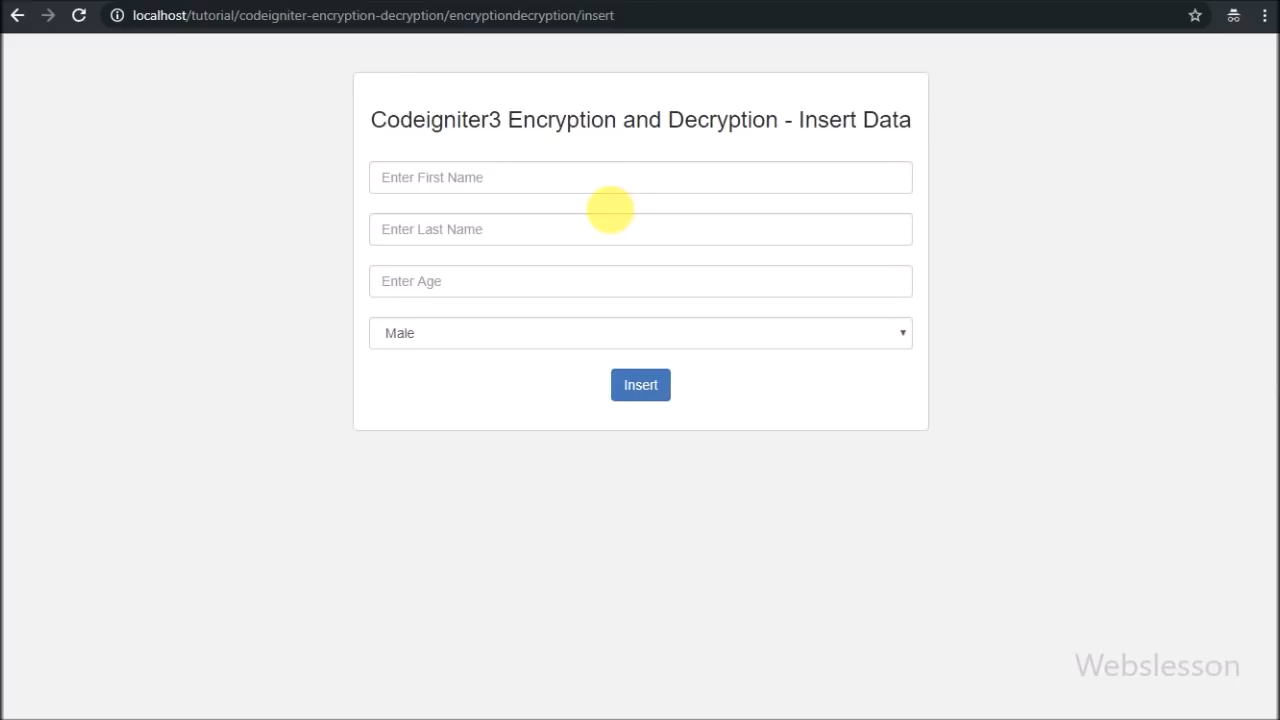 localhost/tutorial/codeigniter-encryption-decryption/encryptiondecryption/insert
Codeigniter3 Encryption and Decryption - Insert Data
Enter First Name
Enter Last Name
Enter Age
Male
Insert
Webslesson